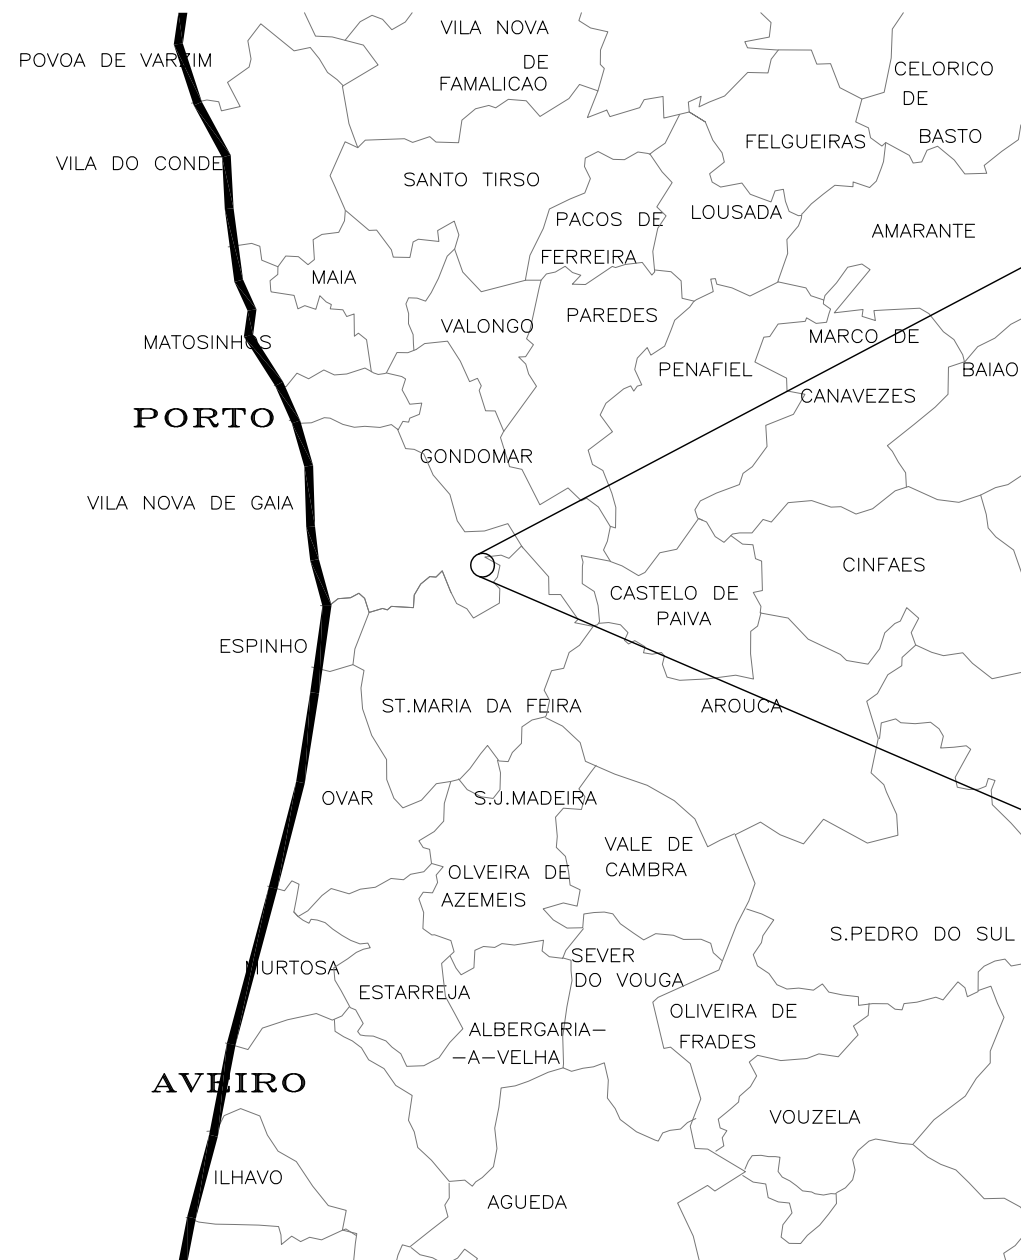 VILA NOVA
DE
FAMALICAO
POVOA DE VARZIM
CELORICO
DE
BASTO
FELGUEIRAS
VILA DO CONDE
SANTO TIRSO
PACOS DE
FERREIRA
LOUSADA
AMARANTE
MAIA
VALONGO
PAREDES
MATOSINHOS
MARCO DE
CANAVEZES
PENAFIEL
BAIAO
PORTO
GONDOMAR
VILA NOVA DE GAIA
CINFAES
CASTELO DE
PAIVA
ESPINHO
ST.MARIA DA FEIRA
AROUCA
OVAR
S.J.MADEIRA
VALE DE
CAMBRA
OLVEIRA DE
AZEMEIS
S.PEDRO DO SUL
SEVER
DO VOUGA
MURTOSA
ESTARREJA
OLIVEIRA DE
FRADES
ALBERGARIA-
-A-VELHA
AVEIRO
VOUZELA
ILHAVO
AGUEDA